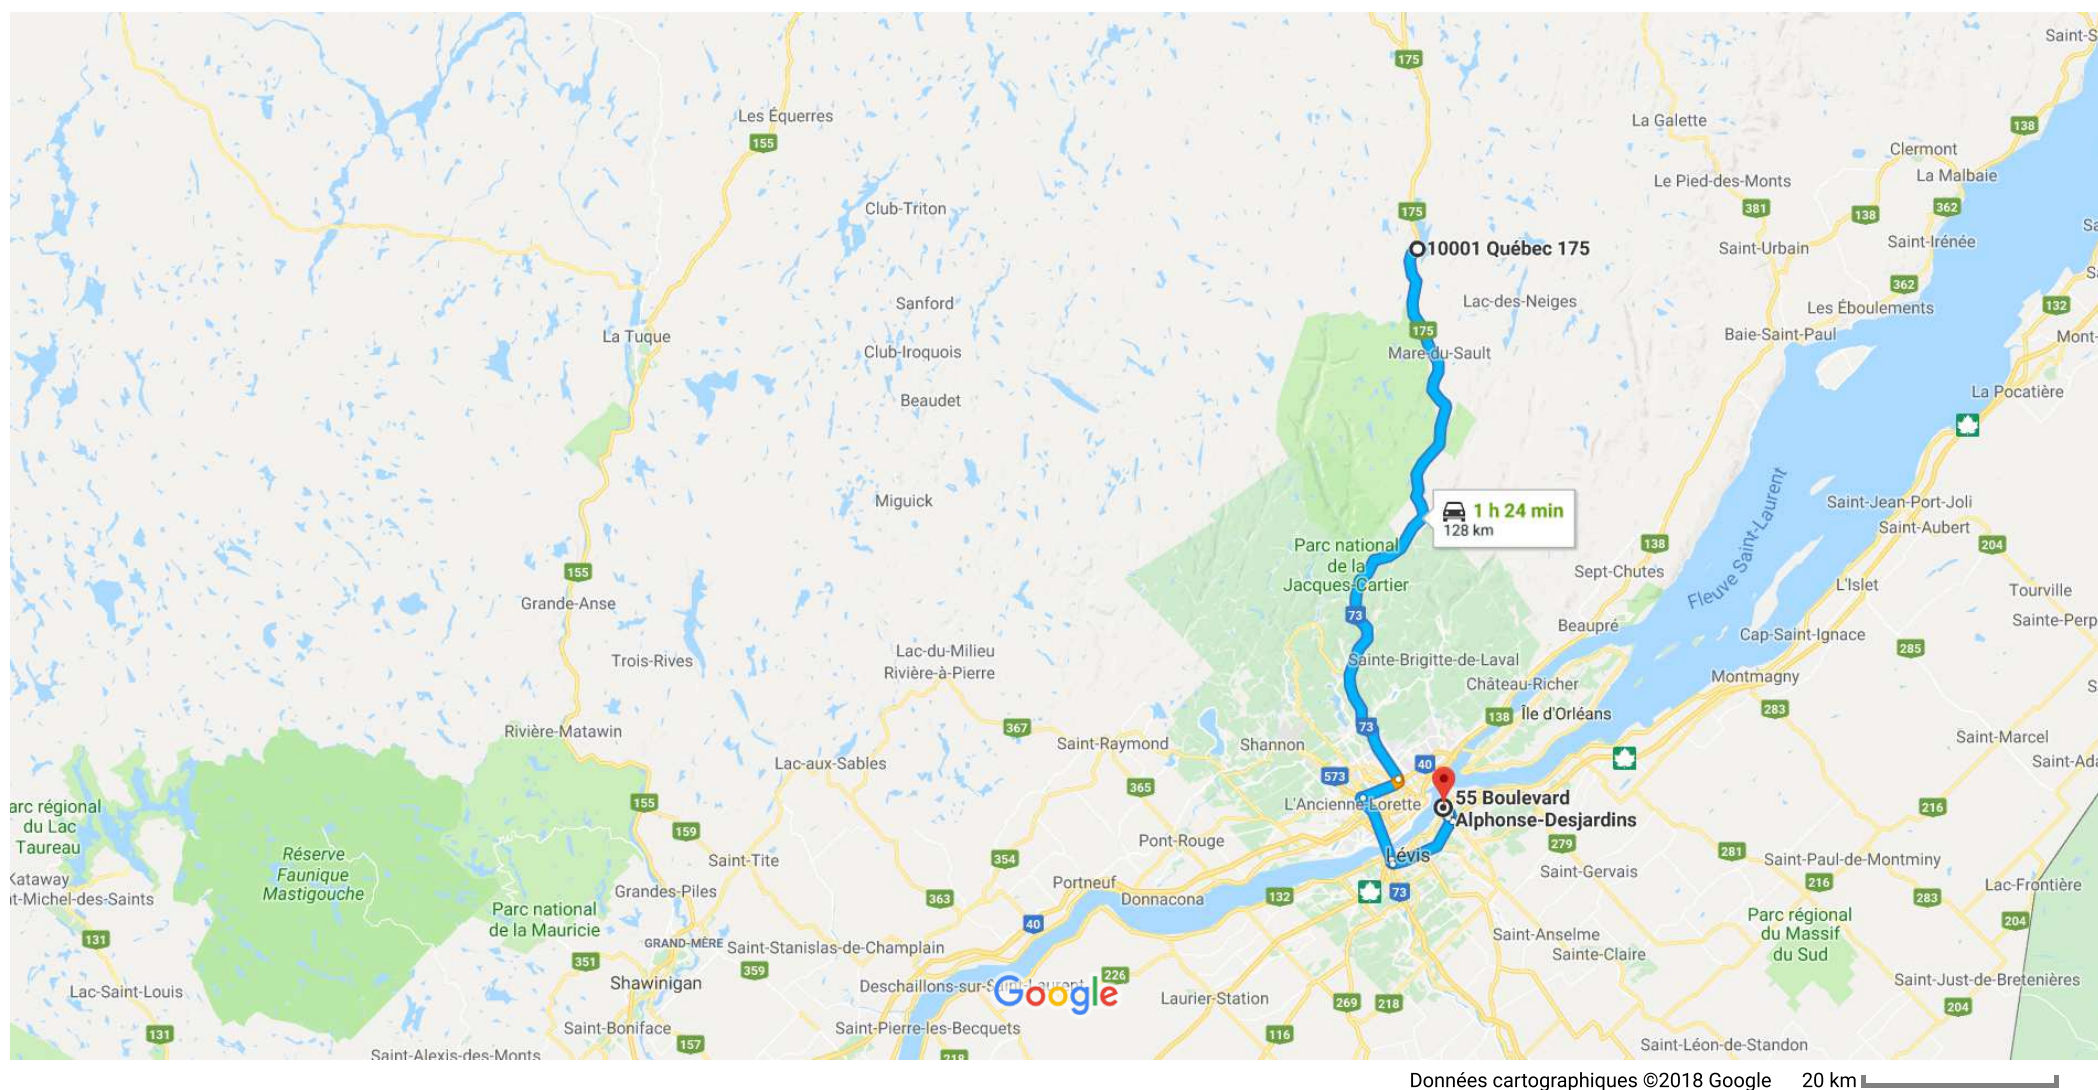 Saint-S
175
La Galette
Les Équerres
138
155
Clermont
La Malbaie
Le Pied-des-Monts
Club-Triton
175
381
138
362
Saint-Urbain
Saint-Irénée
10001 Québec 175
Sanford
Lac-des-Neiges
362
Les Éboulements
132
175
La Tuque
Baie-Saint-Paul
Mont-
Club-Iroquois
Mare-du-Sault
Beaudet
La Pocatière
Miguick
Saint-Jean-Port-Joli
1 h 24 min
Saint-Aubert
128 km
Fleuve Saint-Laurent
Parc national
de la
Jacques-Cartier
138
204
155
Sept-Chutes
L'Islet
Grande-Anse
Tourville
73
Beaupré
Sainte-Perp
Cap-Saint-Ignace
285
Lac-du-Milieu
Trois-Rives
Sainte-Brigitte-de-Laval
Rivière-à-Pierre
Château-Richer
Montmagny
S
138
Île d'Orléans
283
Rivière-Matawin
367
73
Saint-Raymond
Shannon
Saint-Marcel
Lac-aux-Sables
40
Saint-Ada
573
365
155
arc régional
du Lac
Taureau
L'Ancienne-Lorette
55 Boulevard
Alphonse-Desjardins
216
159
Pont-Rouge
279
Réserve
Faunique
Mastigouche
Saint-Tite
354
Lévis
281
Saint-Paul-de-Montminy
Kataway
Saint-Gervais
216
Lac-Frontière
nt-Michel-des-Saints
Grandes-Piles
Portneuf
Donnacona
363
132
73
283
Parc national
de la Mauricie
40
Parc régional
du Massif
du Sud
204
131
GRAND-MÈRE
Saint-Stanislas-de-Champlain
Saint-Anselme
Sainte-Claire
351
359
226
Lac-Saint-Louis
Shawinigan
Deschaillons-sur-Saint-Laurent
Google
Laurier-Station
269
218
Saint-Just-de-Bretenières
204
131
Saint-Boniface
157
Saint-Pierre-les-Becquets
116
Saint-Alexis-des-Monts
218
Saint-Léon-de-Standon
Données cartographiques ©2018 Google 20 km